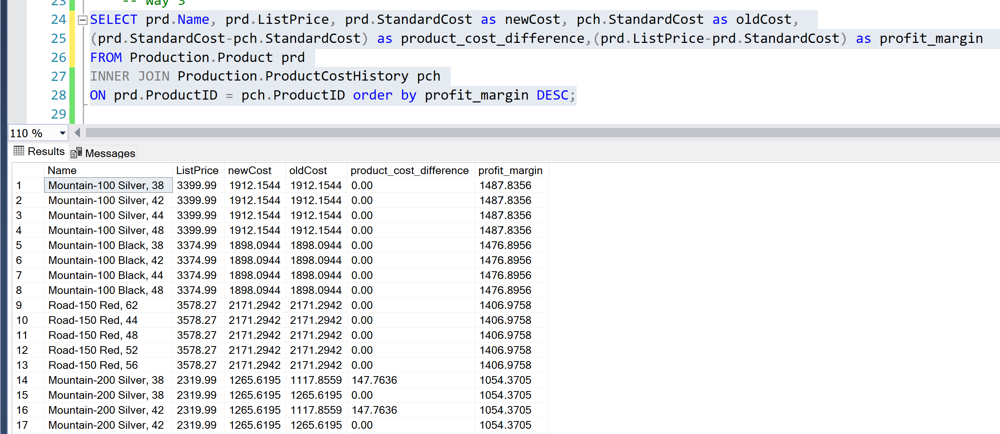 23 -- Way 3
24 SELECT prd.Name, prd.ListPrice, prd.StandardCost as newCost, pch.StandardCost as oldCost,
25 (prd.StandardCost-pch.StandardCost) as product_cost_difference,(prd.ListPrice-prd.StandardCost) as profit_margin
26 FROM Production.Product prd
27 INNER JOIN Production.ProductCostHistory pch
28 ON prd.ProductID = pch.ProductID order by profit_margin DESC;
29
110 %
Results Messages
Name ListPrice newCost oldCost product_cost_difference profit_margin
1 Mountain-100 Silver, 38 3399.99 1912.1544 1912.1544 0.00 1487.8356
2 Mountain-100 Silver, 42 3399.99 1912.1544 1912.1544 0.00 1487.8356
3 Mountain-100 Silver, 44 3399.99 1912.1544 1912.1544 0.00 1487.8356
4 Mountain-100 Silver, 48 3399.99 1912.1544 1912.1544 0.00 1487.8356
5 Mountain-100 Black, 38 3374.99 1898.0944 1898.0944 0.00 1476.8956
6 Mountain-100 Black, 42 3374.99 1898.0944 1898.0944 0.00 1476.8956
7 Mountain-100 Black, 44 3374.99 1898.0944 1898.0944 0.00 1476.8956
8 Mountain-100 Black, 48 3374.99 1898.0944 1898.0944 0.00 1476.8956
9 Road-150 Red, 62 3578.27 2171.2942 2171.2942 0.00 1406.9758
10 Road-150 Red, 44 3578.27 2171.2942 2171.2942 0.00 1406.9758
11 Road-150 Red, 48 3578.27 2171.2942 2171.2942 0.00 1406.9758
12 Road-150 Red, 52 3578.27 2171.2942 2171.2942 0.00 1406.9758
13 Road-150 Red, 56 3578.27 2171.2942 2171.2942 0.00 1406.9758
14 Mountain-200 Silver, 38 2319.99 1265.6195 1117.8559 147.7636 1054.3705
15 Mountain-200 Silver, 38 2319.99 1265.6195 1265.6195 0.00 1054.3705
16 Mountain-200 Silver, 42 2319.99 1265.6195 1117.8559 147.7636 1054.3705
17 Mountain-200 Silver, 42 2319.99 1265.6195 1265.6195 0.00 1054.3705